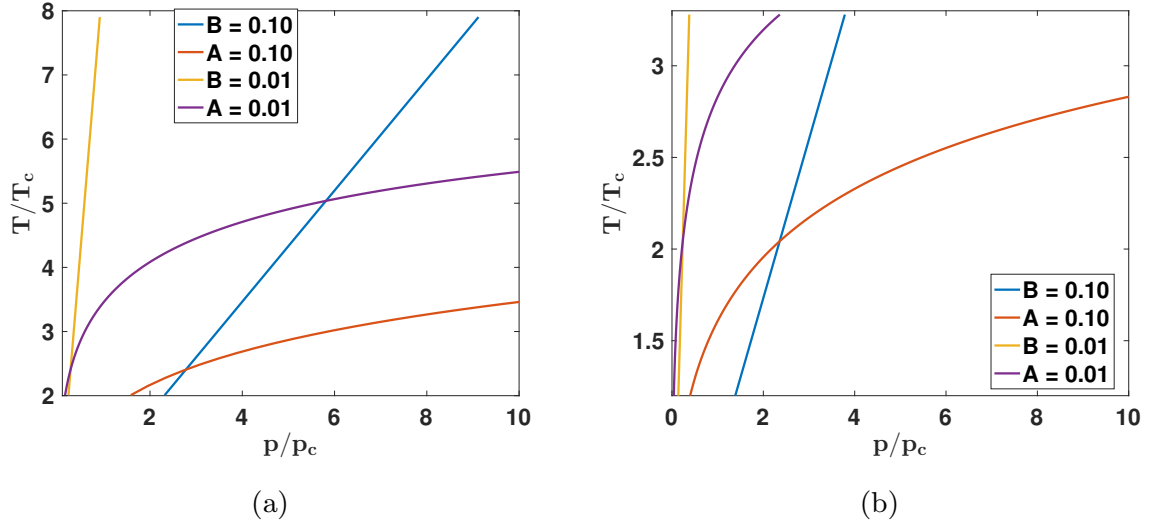 8
7
6
5
4
3
2
T/T_c
B = 0.10
A = 0.10
B = 0.01
A = 0.01
2 4 6 8 10
p/p_c
(a)
3
2.5
2
1.5
T/T_c
B = 0.10
A = 0.10
B = 0.01
A = 0.01
0 2 4 6 8 10
p/p_c
(b)